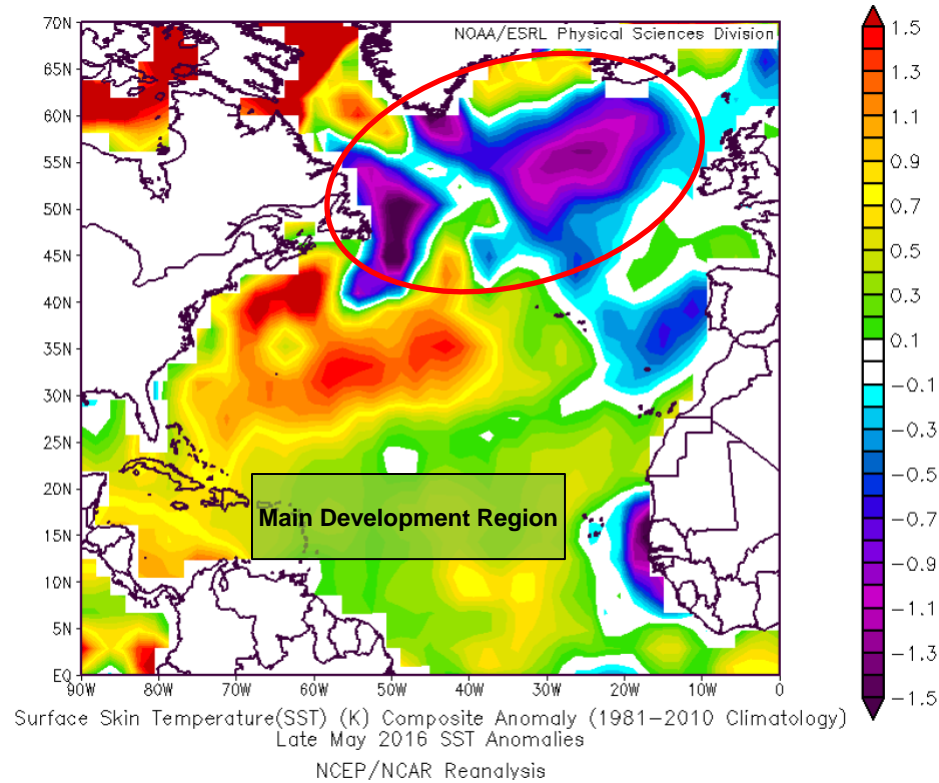 NOAA/ESRL Physical Sciences Division
70N
65N
60N
55N
50N
45N
40N
35N
30N
25N
20N
15N
10N
5N
EQ
Main Development Region
90W 80W 70W 60W 50W 40W 30W 20W 10W 0
1.5
1.3
1.1
0.9
0.7
0.5
0.3
0.1
-0.1
-0.3
-0.5
-0.7
-0.9
-1.1
-1.3
-1.5
Surface Skin Temperature(SST) (K) Composite Anomaly (1981-2010 Climatology)
Late May 2016 SST Anomalies
NCEP/NCAR Reanalysis